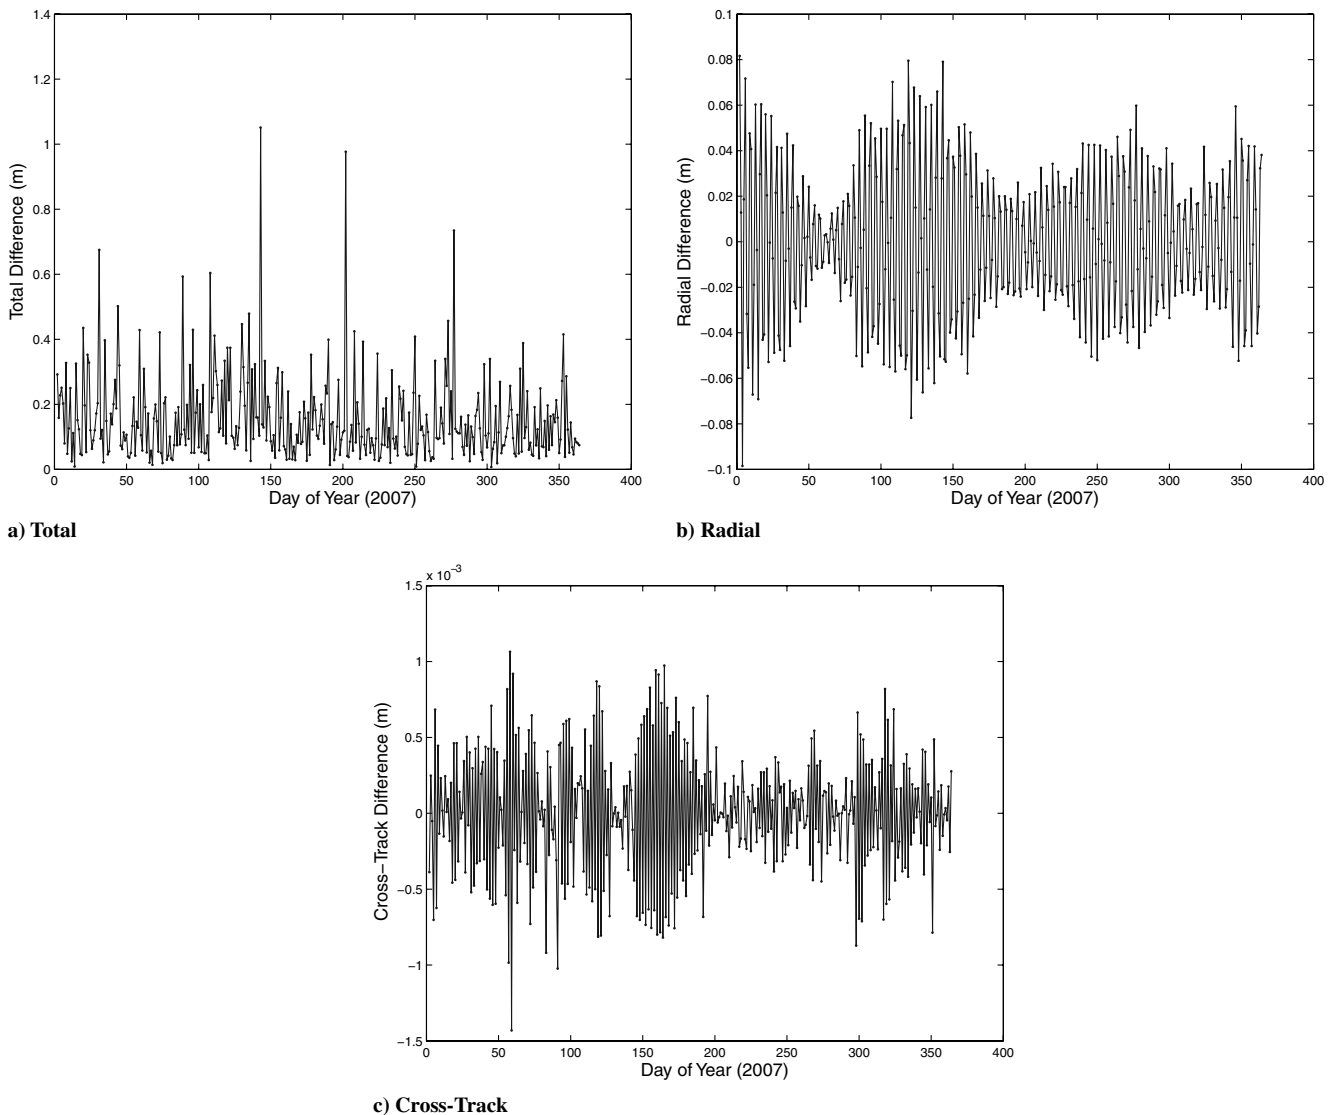 1.4
1.2
1
0.8
0.6
0.4
0.2
0
Total Difference (m)
0 50 100 150 200 250 300 350 400
Day of Year (2007)
a) Total
0.1
0.08
0.06
0.04
0.02
0
−0.02
−0.04
−0.06
−0.08
−0.1
Radial Difference (m)
0 50 100 150 200 250 300 350 400
Day of Year (2007)
b) Radial
x 10−3
1.5
1
0.5
0
−0.5
−1
−1.5
Cross−Track Difference (m)
0 50 100 150 200 250 300 350 400
Day of Year (2007)
c) Cross-Track